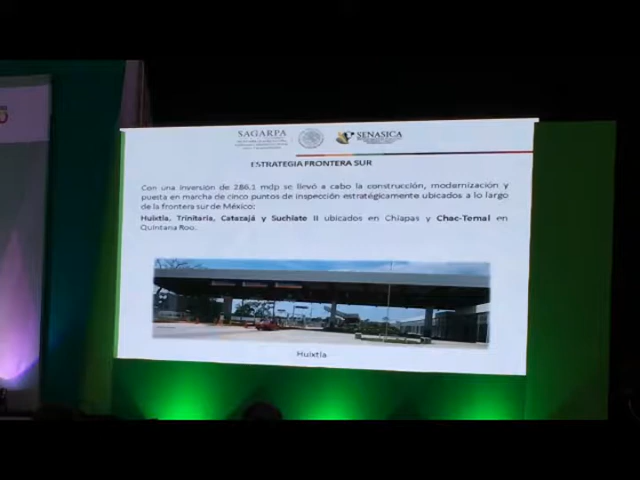 SAGARPA
SENASICA
ESTRATEGIA FRONTERA SUR
Con una inversión de 286.1 mdp se llevó a cabo la construcción, modernización y
puesta en marcha de cinco puntos de inspección estratégicamente ubicados a lo largo
de la frontera sur de México:
Huixtla, Trinitaria, Catazajá y Suchiate II ubicados en Chiapas y Chac-Temal en
Quintana Roo.
Huixtla